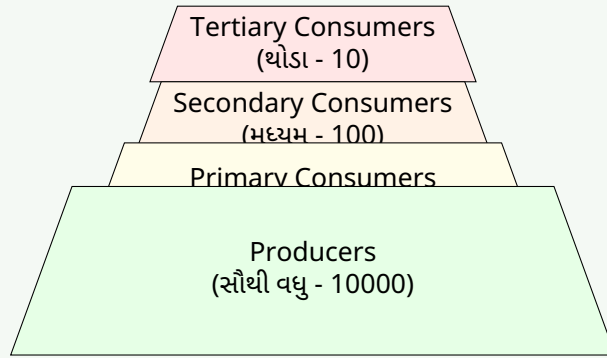 Tertiary Consumers
(થોડા - 10)
Secondary Consumers
(મધ્યમ - 100)
Primary Consumers
Producers
(સૌથી વધુ - 10000)